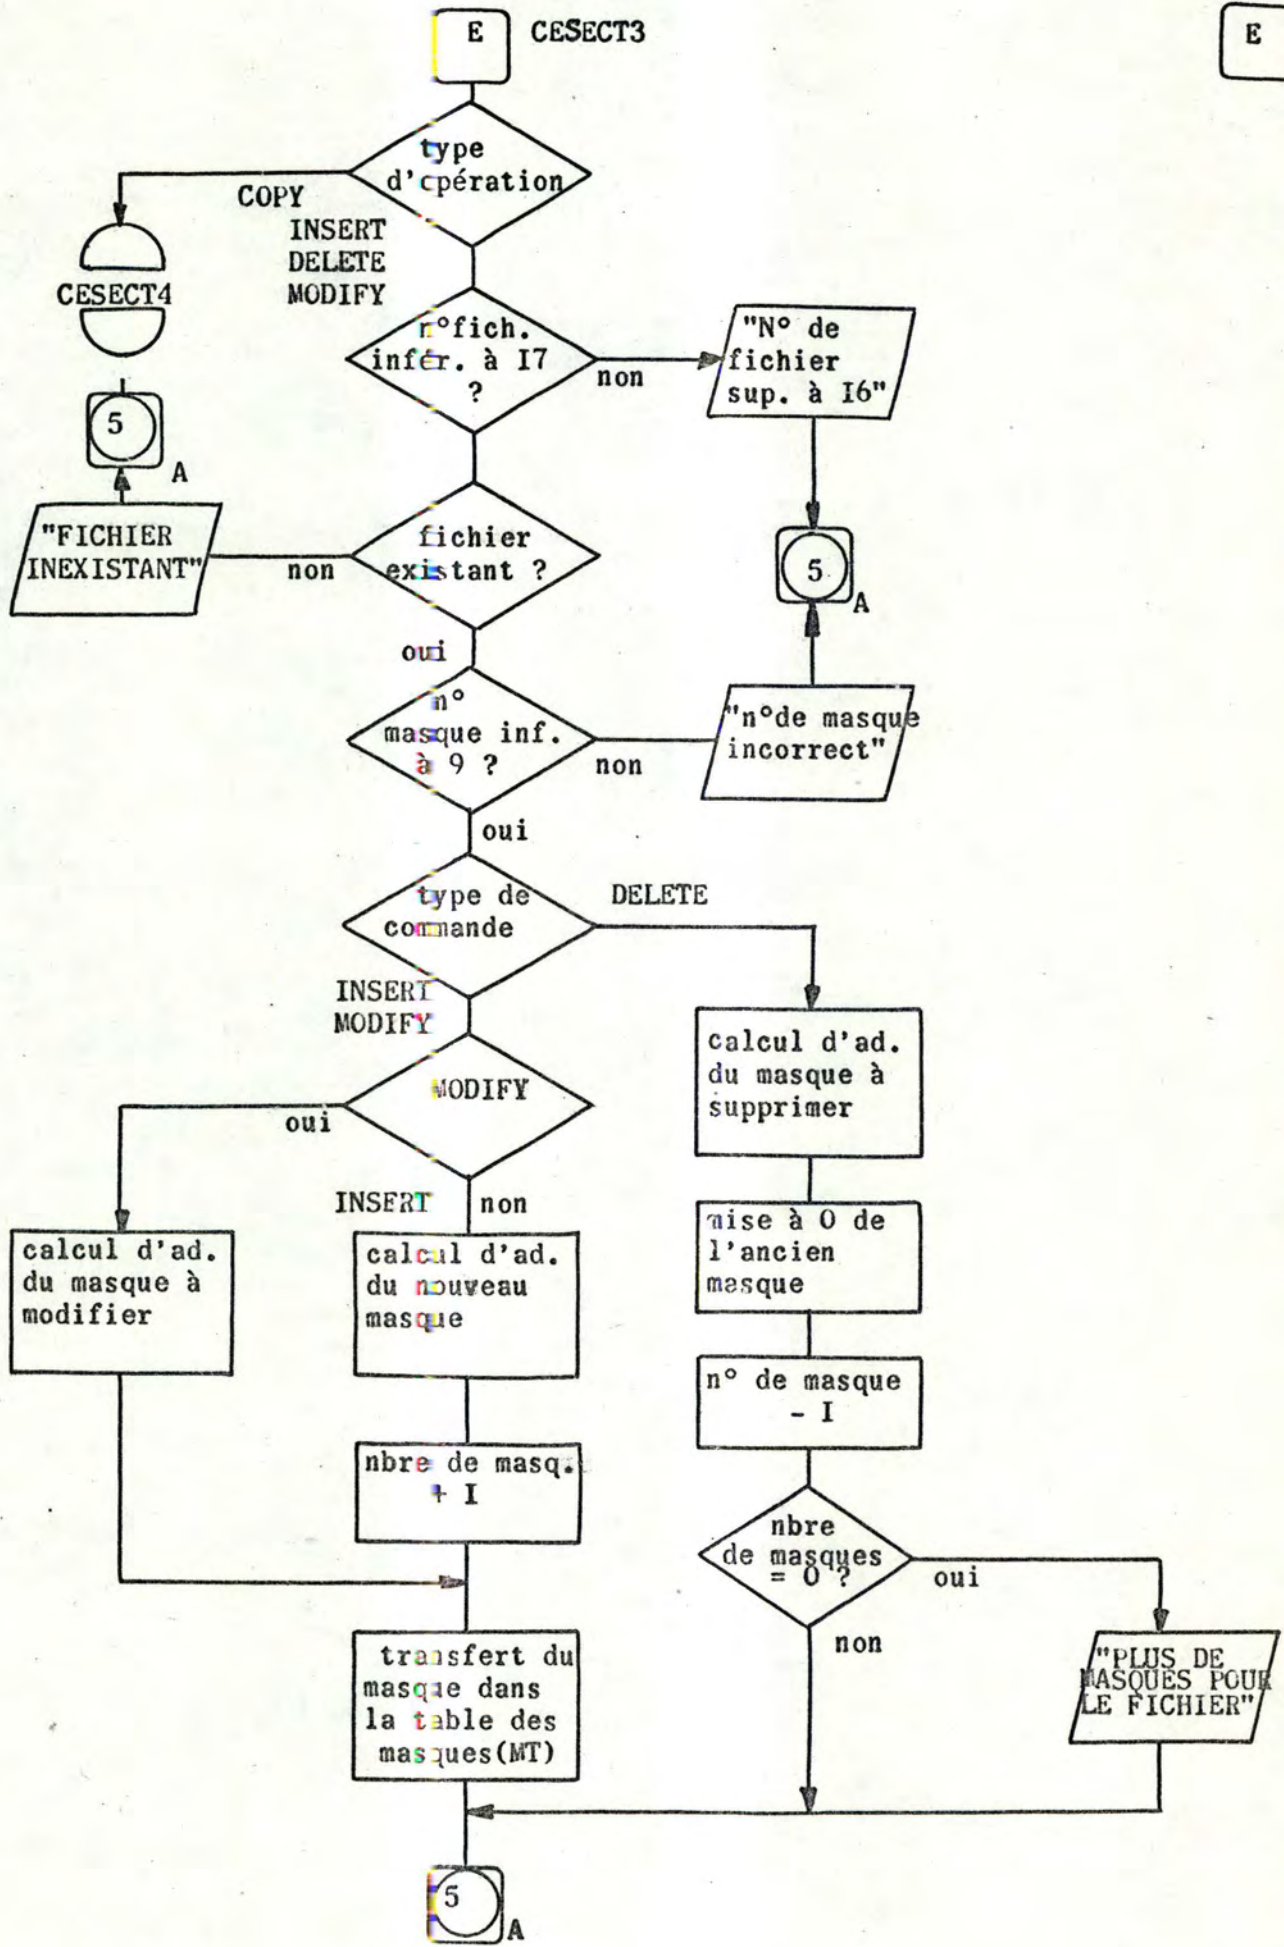 E CESECT3
E
type
d'opération
COPY
INSERT
DELETE
MODIFY
CESECT4
n°fich.
infér. à I7
?
non
"N° de
fichier
sup. à I6"
5
A
"FICHIER
INEXISTANT"
non
fichier
existant ?
5
A
oui
n°
masque inf.
à 9 ?
non
"n°de masque
incorrect"
oui
type de
commande
DELETE
INSERT
MODIFY
calcul d'ad.
du masque à
supprimer
MODIFY
oui
INSERT non
mise à O de
l'ancien
masque
calcul d'ad.
du masque à
modifier
calcul d'ad.
du nouveau
masque
n° de masque
- I
nbre de masq.
+ I
nbre
de masques
= O ?
oui
non
transfert du
masque dans
la table des
masques(MT)
"PLUS DE
MASQUES POUR
LE FICHIER"
5
A